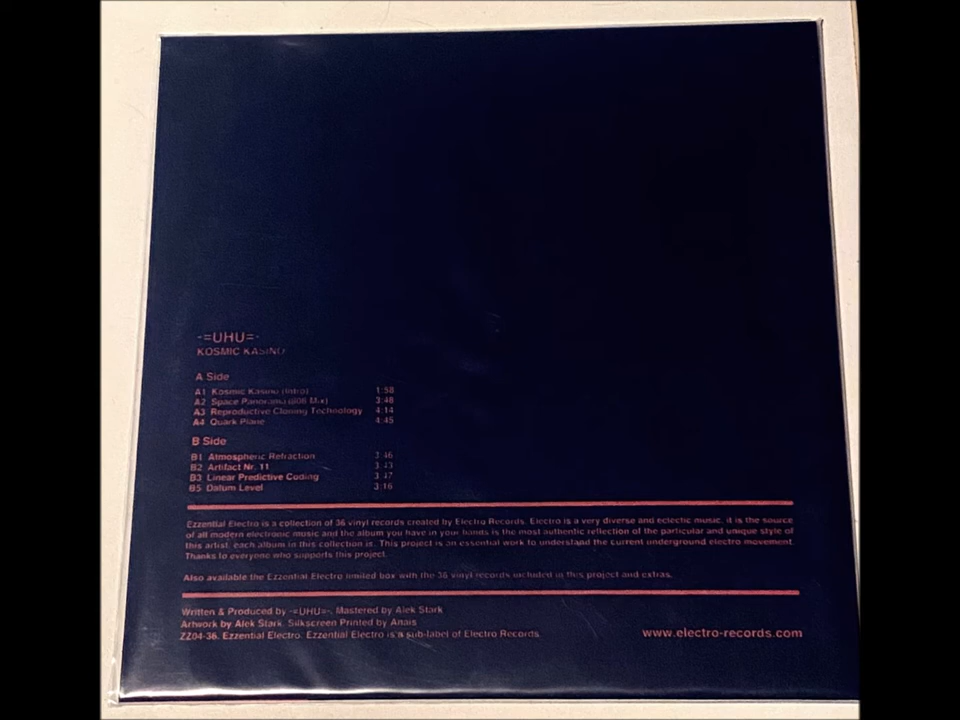 -=UHU=-
KOSMIC KASINO
A Side
A1 Kosmic Kasino (Intro) 1:58
A2 Space Panorama (808 Mix) 3:48
A3 Reproductive Cloning Technology 4:14
A4 Quark Plane 4:45
B Side
B1 Atmospheric Refraction 3:46
B2 Artifact Nr. 11 3:43
B3 Linear Predictive Coding 3:47
B5 Datum Level 3:16
Ezzential Electro is a collection of 36 vinyl records created by Electro Records. Electro is a very diverse and eclectic music, it is the source
of all modern electronic music and the album you have in your hands is the most authentic reflection of the particular and unique style of
this artist, each album in this collection is. This project is an essential work to understand the current underground electro movement.
Thanks to everyone who supports this project.
Also available the Ezzential Electro limited box with the 36 vinyl records included in this project and extras.
Written & Produced by -=UHU=-, Mastered by Alek Stark
Artwork by Alek Stark. Silkscreen Printed by Anais
ZZ04-36. Ezzential Electro. Ezzential Electro is a sub-label of Electro Records
www.electro-records.com